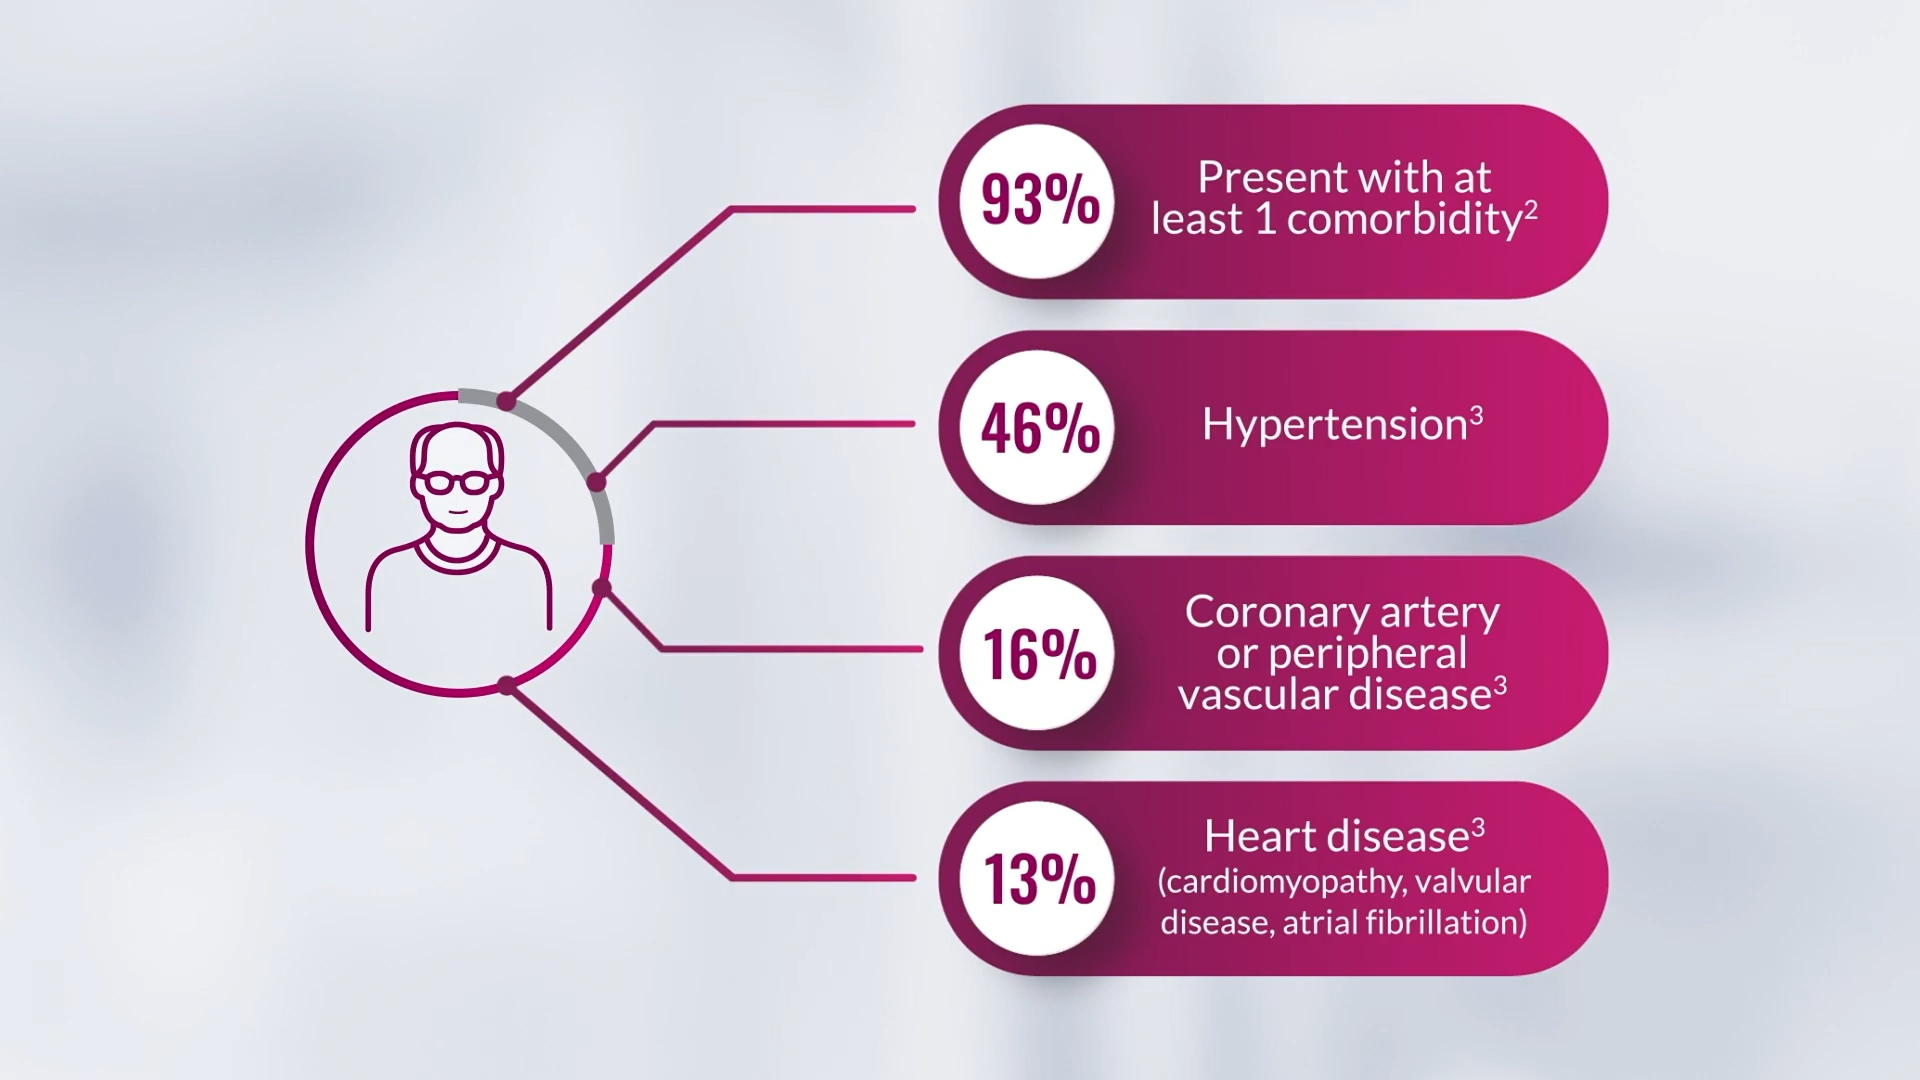 93%
Present with at
least 1 comorbidity²
46%
Hypertension³
16%
Coronary artery
or peripheral
vascular disease³
13%
Heart disease³
(cardiomyopathy, valvular
disease, atrial fibrillation)